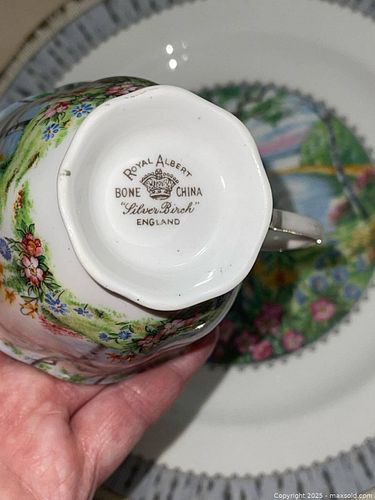 ROYAL ALBERT
BONE CHINA
"Silver Birch"
ENGLAND
Copyright 2025 - maxsold.com